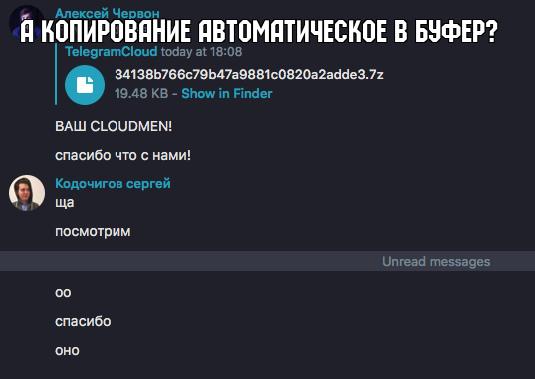 Алексей Червон
А КОПИРОВАНИЕ АВТОМАТИЧЕСКОЕ В БУФЕР?
TelegramCloud today at 18:08
34138b766c79b47a9881c0820a2adde3.7z
19.48 KB - Show in Finder
ВАШ CLOUDMEN!
спасибо что с нами!
Кодочигов сергей
ща
посмотрим
Unread messages
оо
спасибо
оно